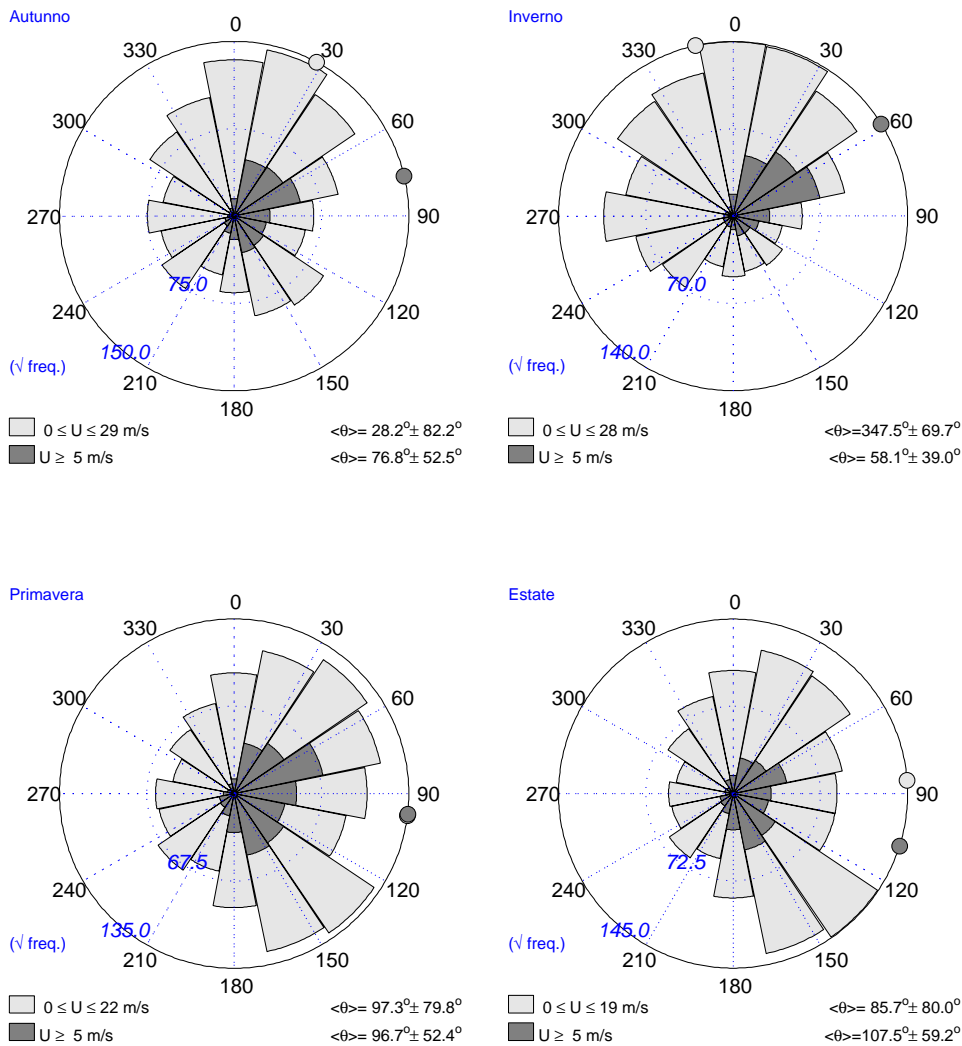 Autunno
0
330
30
300
60
270
90
75.0
240
120
150.0
(√ freq.)
210
150
180
0 ≤ U ≤ 29 m/s
<θ>= 28.2°± 82.2°
U ≥ 5 m/s
<θ>= 76.8°± 52.5°
Inverno
0
330
30
300
60
270
90
70.0
240
120
140.0
(√ freq.)
210
150
180
0 ≤ U ≤ 28 m/s
<θ>=347.5°± 69.7°
U ≥ 5 m/s
<θ>= 58.1°± 39.0°
Primavera
0
330
30
300
60
270
90
67.5
240
120
135.0
(√ freq.)
210
150
180
0 ≤ U ≤ 22 m/s
<θ>= 97.3°± 79.8°
U ≥ 5 m/s
<θ>= 96.7°± 52.4°
Estate
0
330
30
300
60
270
90
72.5
240
120
145.0
(√ freq.)
210
150
180
0 ≤ U ≤ 19 m/s
<θ>= 85.7°± 80.0°
U ≥ 5 m/s
<θ>=107.5°± 59.2°